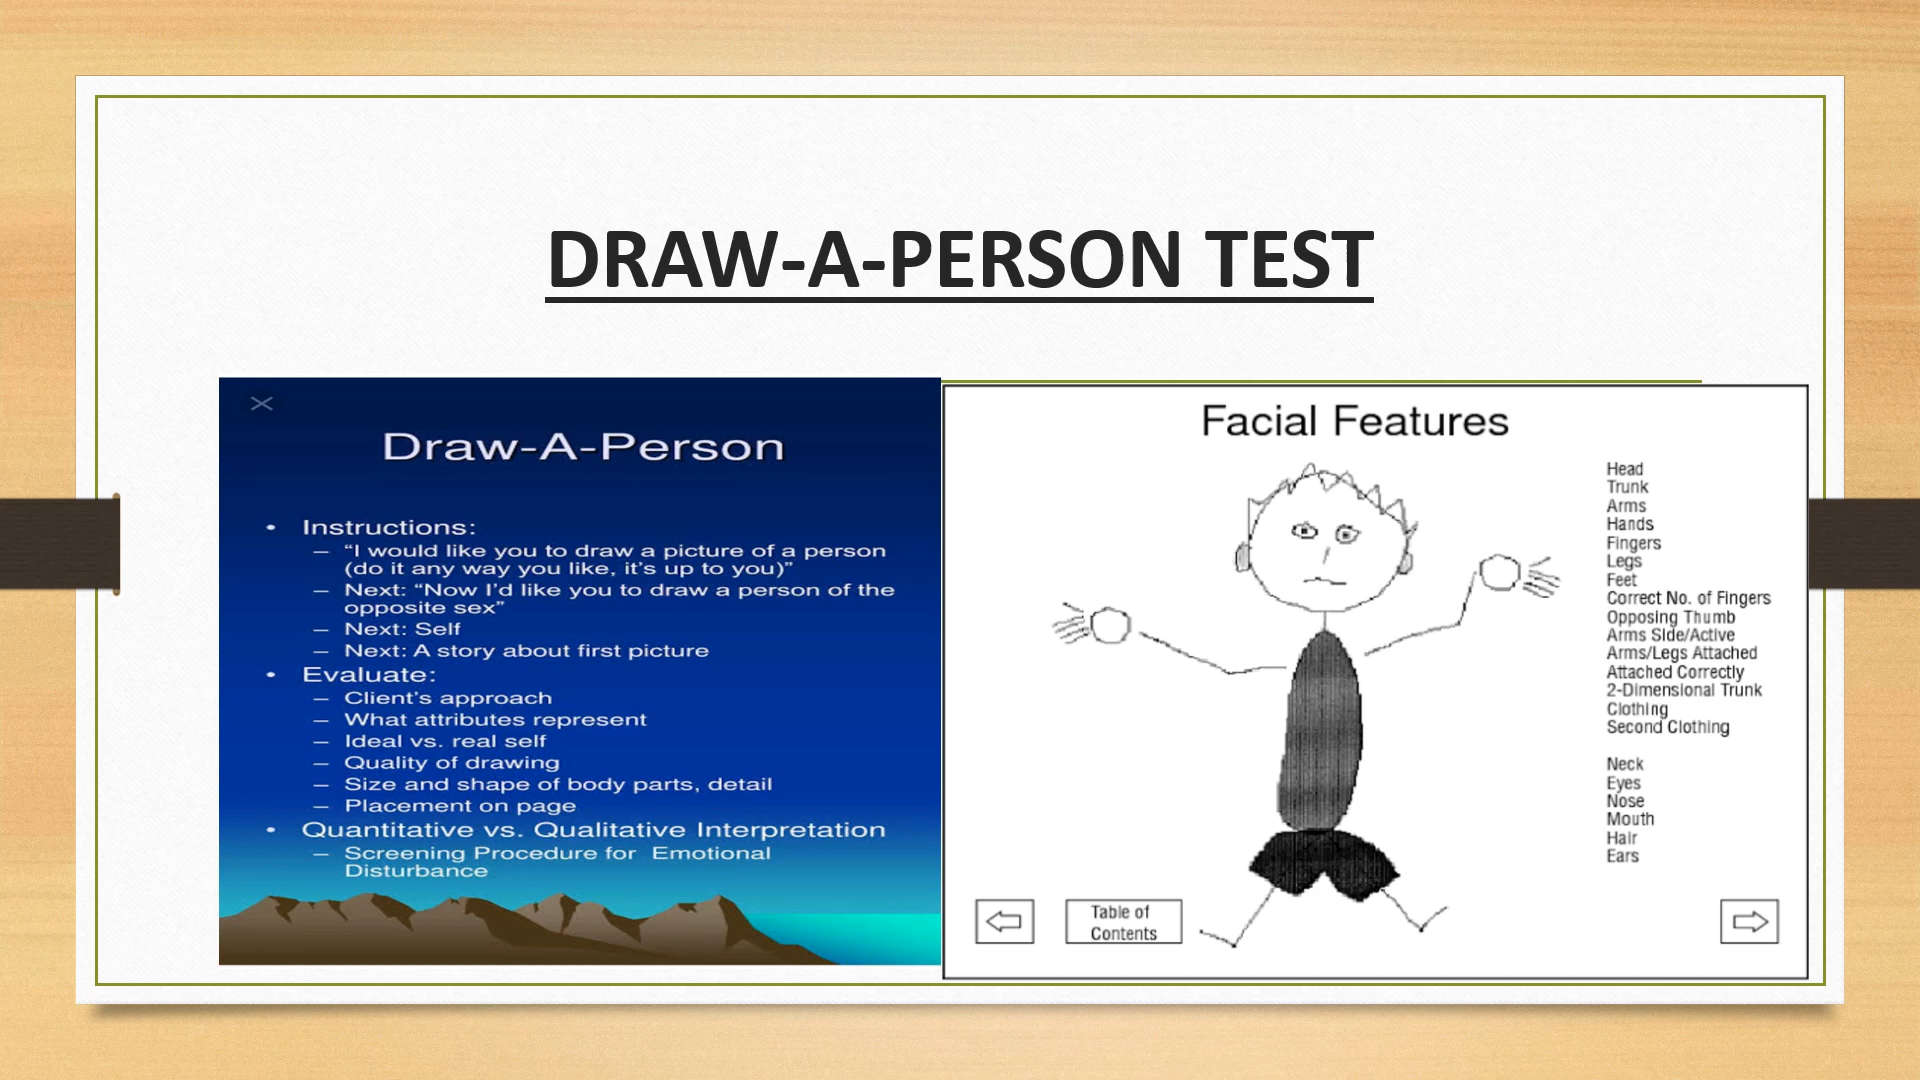 DRAW-A-PERSON TEST
Draw-A-Person
• Instructions:
– “I would like you to draw a picture of a person
(do it any way you like, it’s up to you)”
– Next: “Now I’d like you to draw a person of the
opposite sex”
– Next: Self
– Next: A story about first picture
• Evaluate:
– Client’s approach
– What attributes represent
– Ideal vs. real self
– Quality of drawing
– Size and shape of body parts, detail
– Placement on page
• Quantitative vs. Qualitative Interpretation
– Screening Procedure for Emotional
Disturbance
Facial Features
Head
Trunk
Arms
Hands
Fingers
Legs
Feet
Correct No. of Fingers
Opposing Thumb
Arms Side/Active
Arms/Legs Attached
Attached Correctly
2-Dimensional Trunk
Clothing
Second Clothing
Neck
Eyes
Nose
Mouth
Hair
Ears
Table of
Contents